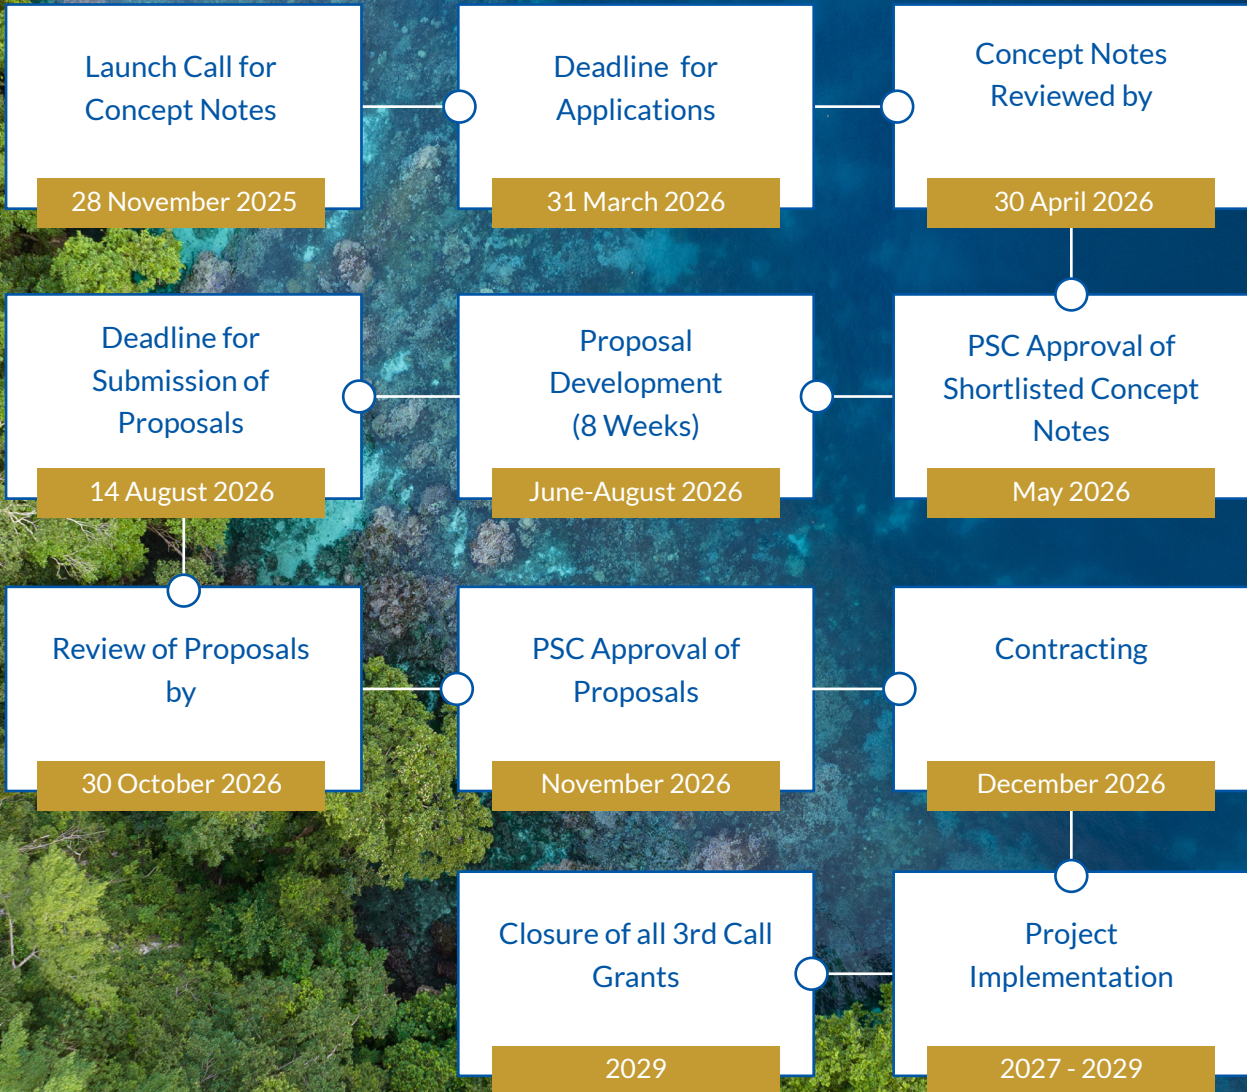 Launch Call for
Concept Notes
28 November 2025
Deadline for
Applications
31 March 2026
Concept Notes
Reviewed by
30 April 2026
PSC Approval of
Shortlisted Concept
Notes
May 2026
Proposal
Development
(8 Weeks)
June-August 2026
Deadline for
Submission of
Proposals
14 August 2026
Review of Proposals
by
30 October 2026
PSC Approval of
Proposals
November 2026
Contracting
December 2026
Project
Implementation
2027 - 2029
Closure of all 3rd Call
Grants
2029